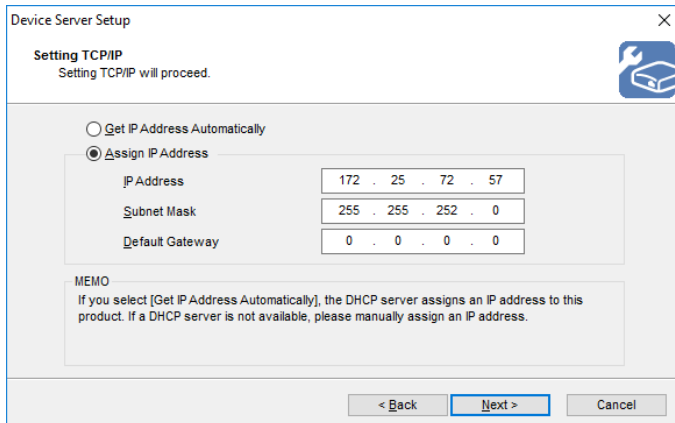 Device Server Setup
Setting TCP/IP
Setting TCP/IP will proceed.
Get IP Address Automatically
Assign IP Address
IP Address 172 . 25 . 72 . 57
Subnet Mask 255 . 255 . 252 . 0
Default Gateway 0 . 0 . 0 . 0
MEMO
If you select [Get IP Address Automatically], the DHCP server assigns an IP address to this
product. If a DHCP server is not available, please manually assign an IP address.
< Back Next > Cancel